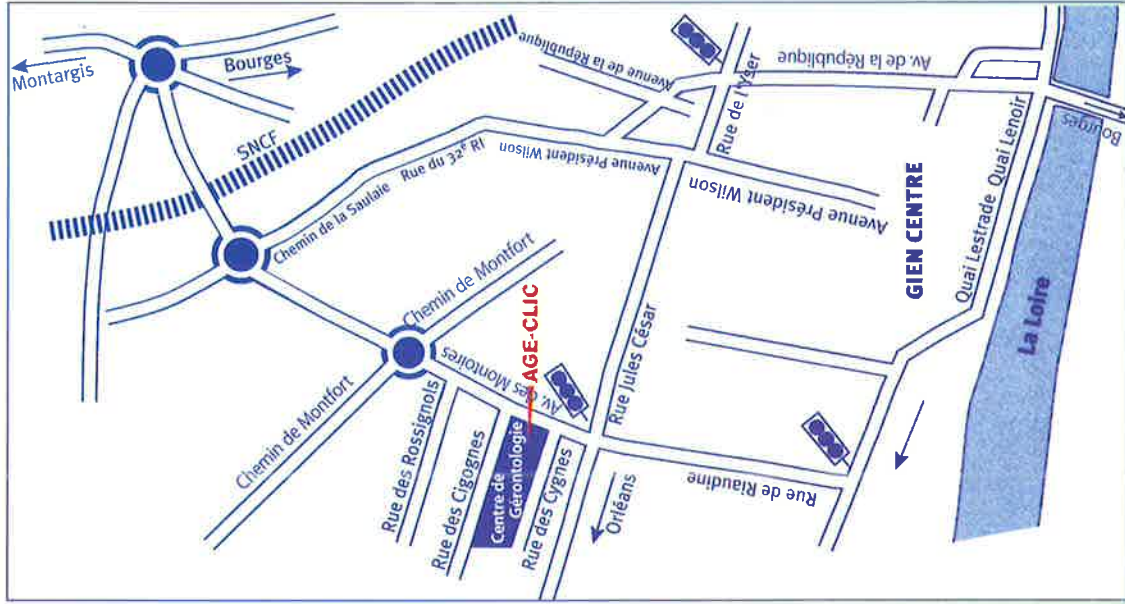 Montargis
Bourges
SNCF
Avenue de la République
Rue de l'Yser
Av. de la République
Bourges
Chemin de la Saulaie
Rue du 32e RI
Avenue Président Wilson
Avenue Président Wilson
GIEN CENTRE
Quai Lestrade
Quai Lenoir
La Loire
Chemin de Montfort
Chemin de Montfort
Av. des Montoires
AGE-CLIC
Rue Jules César
Rue des Rossignols
Rue des Cigognes
Centre de
Gérontologie
Rue des Cygnes
Orléans
Rue de Riaudine